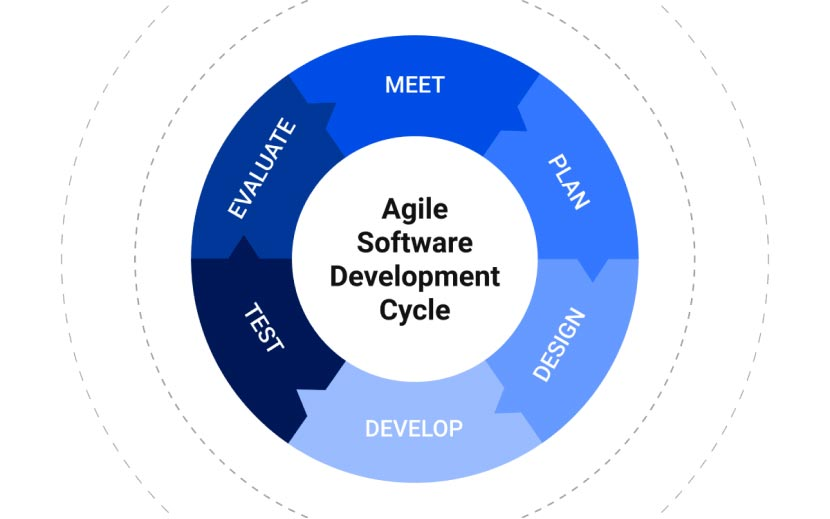 MEET
PLAN
DESIGN
DEVELOP
TEST
EVALUATE
Agile
Software
Development
Cycle